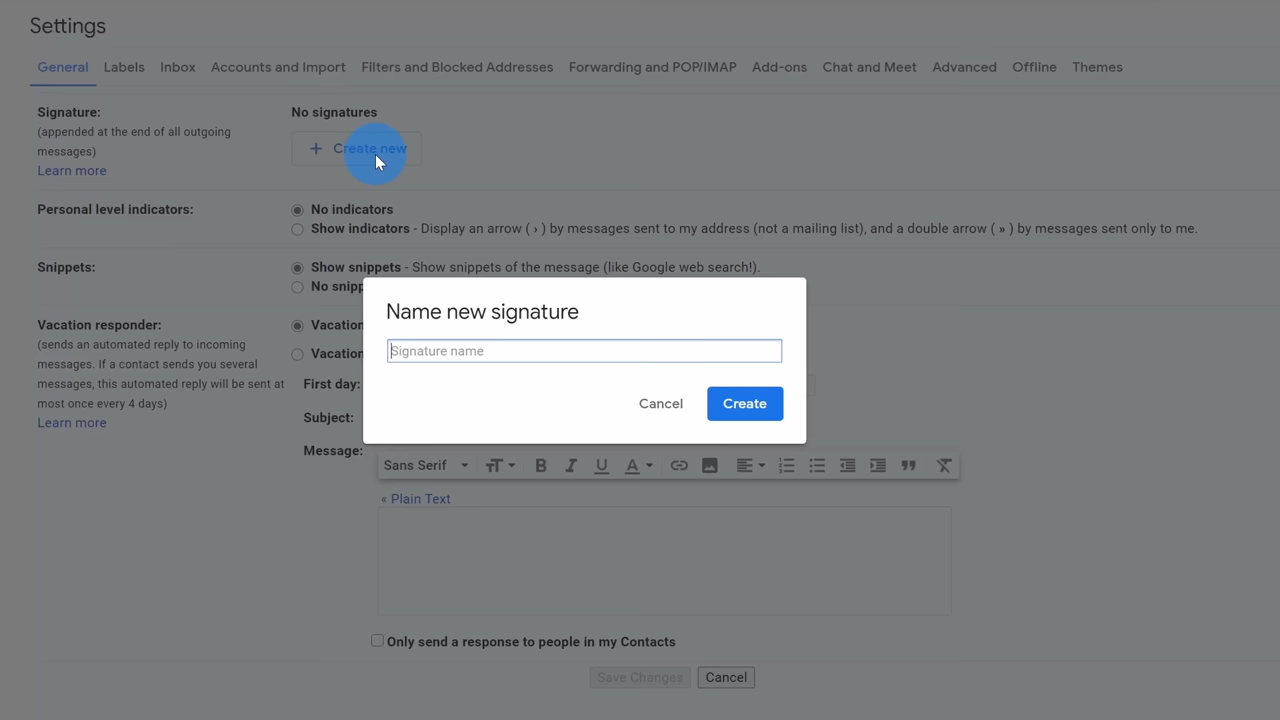 Settings
General Labels Inbox Accounts and Import Filters and Blocked Addresses Forwarding and POP/IMAP Add-ons Chat and Meet Advanced Offline Themes
Signature:
(appended at the end of all outgoing
messages)
Learn more
No signatures
+ Create new
Personal level indicators:
No indicators
Show indicators - Display an arrow ( › ) by messages sent to my address (not a mailing list), and a double arrow ( » ) by messages sent only to me.
Snippets:
Show snippets - Show snippets of the message (like Google web search!).
No snipp
Vacation responder:
(sends an automated reply to incoming
messages. If a contact sends you several
messages, this automated reply will be sent at
most once every 4 days)
Learn more
Vacation
Vacation
First day:
Subject:
Message:
Name new signature
Signature name
Cancel Create
Sans Serif
« Plain Text
Only send a response to people in my Contacts
Save Changes Cancel